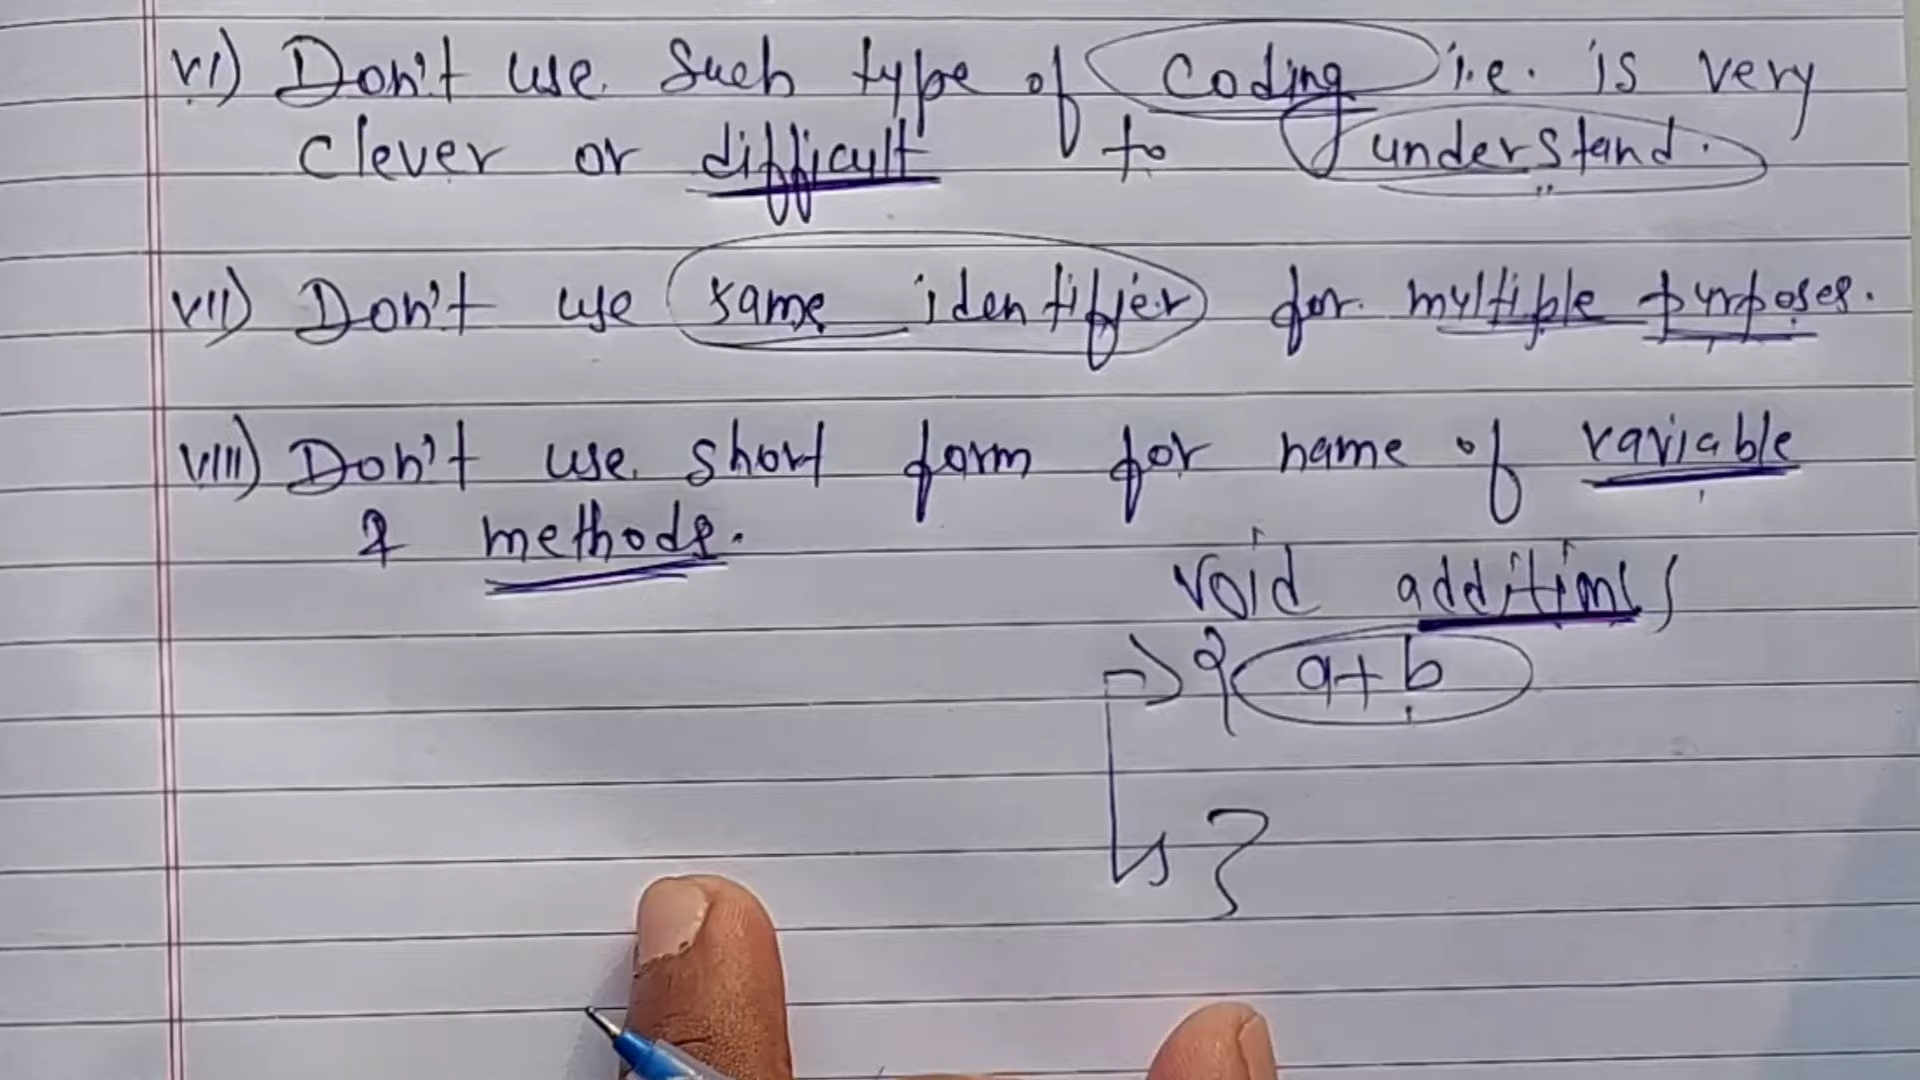 vi) Don't use such type of coding i.e. is very
clever or difficult to understand.
vii) Don't use same identifier for multiple purposes.
viii) Don't use short form for name of variable
& methods.
void addition()
{ a+b
}